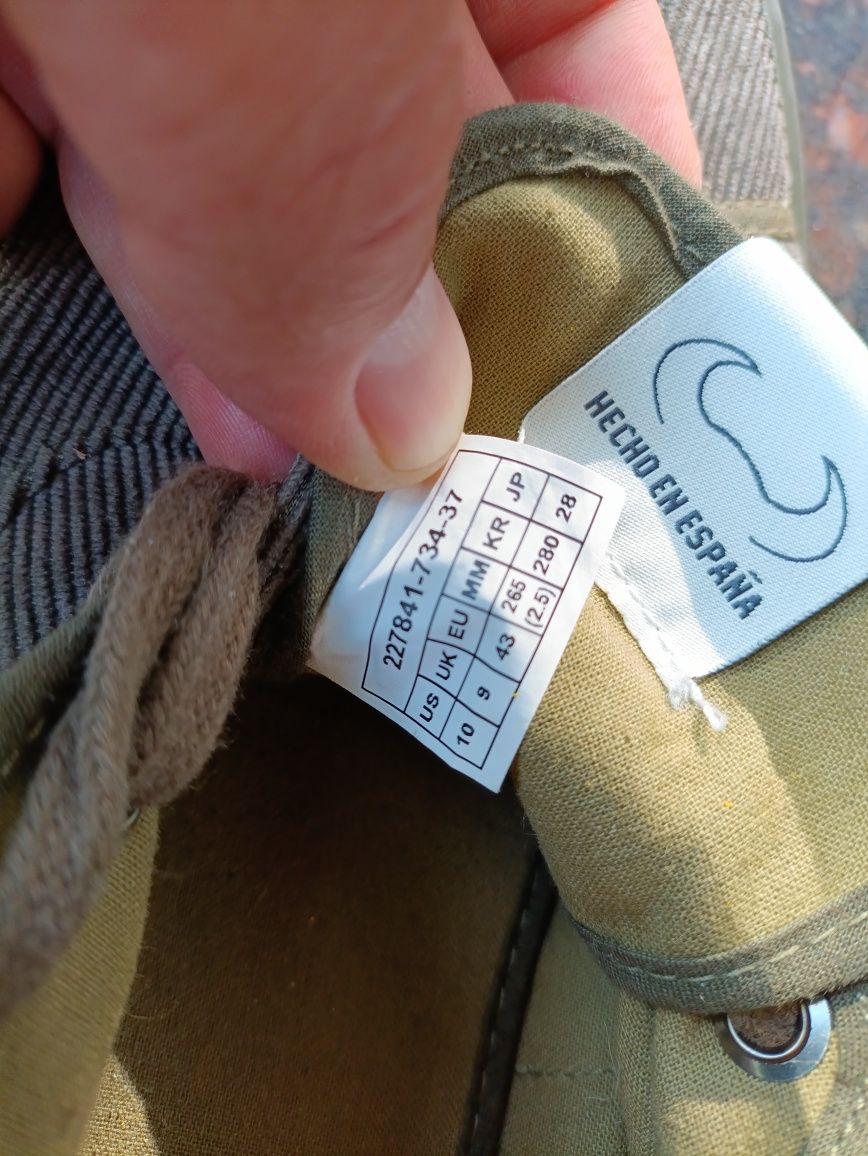 227841-734-37
US UK EU MM KR JP
10 9 43 265 (2.5) 280 28
HECHO EN ESPAÑA